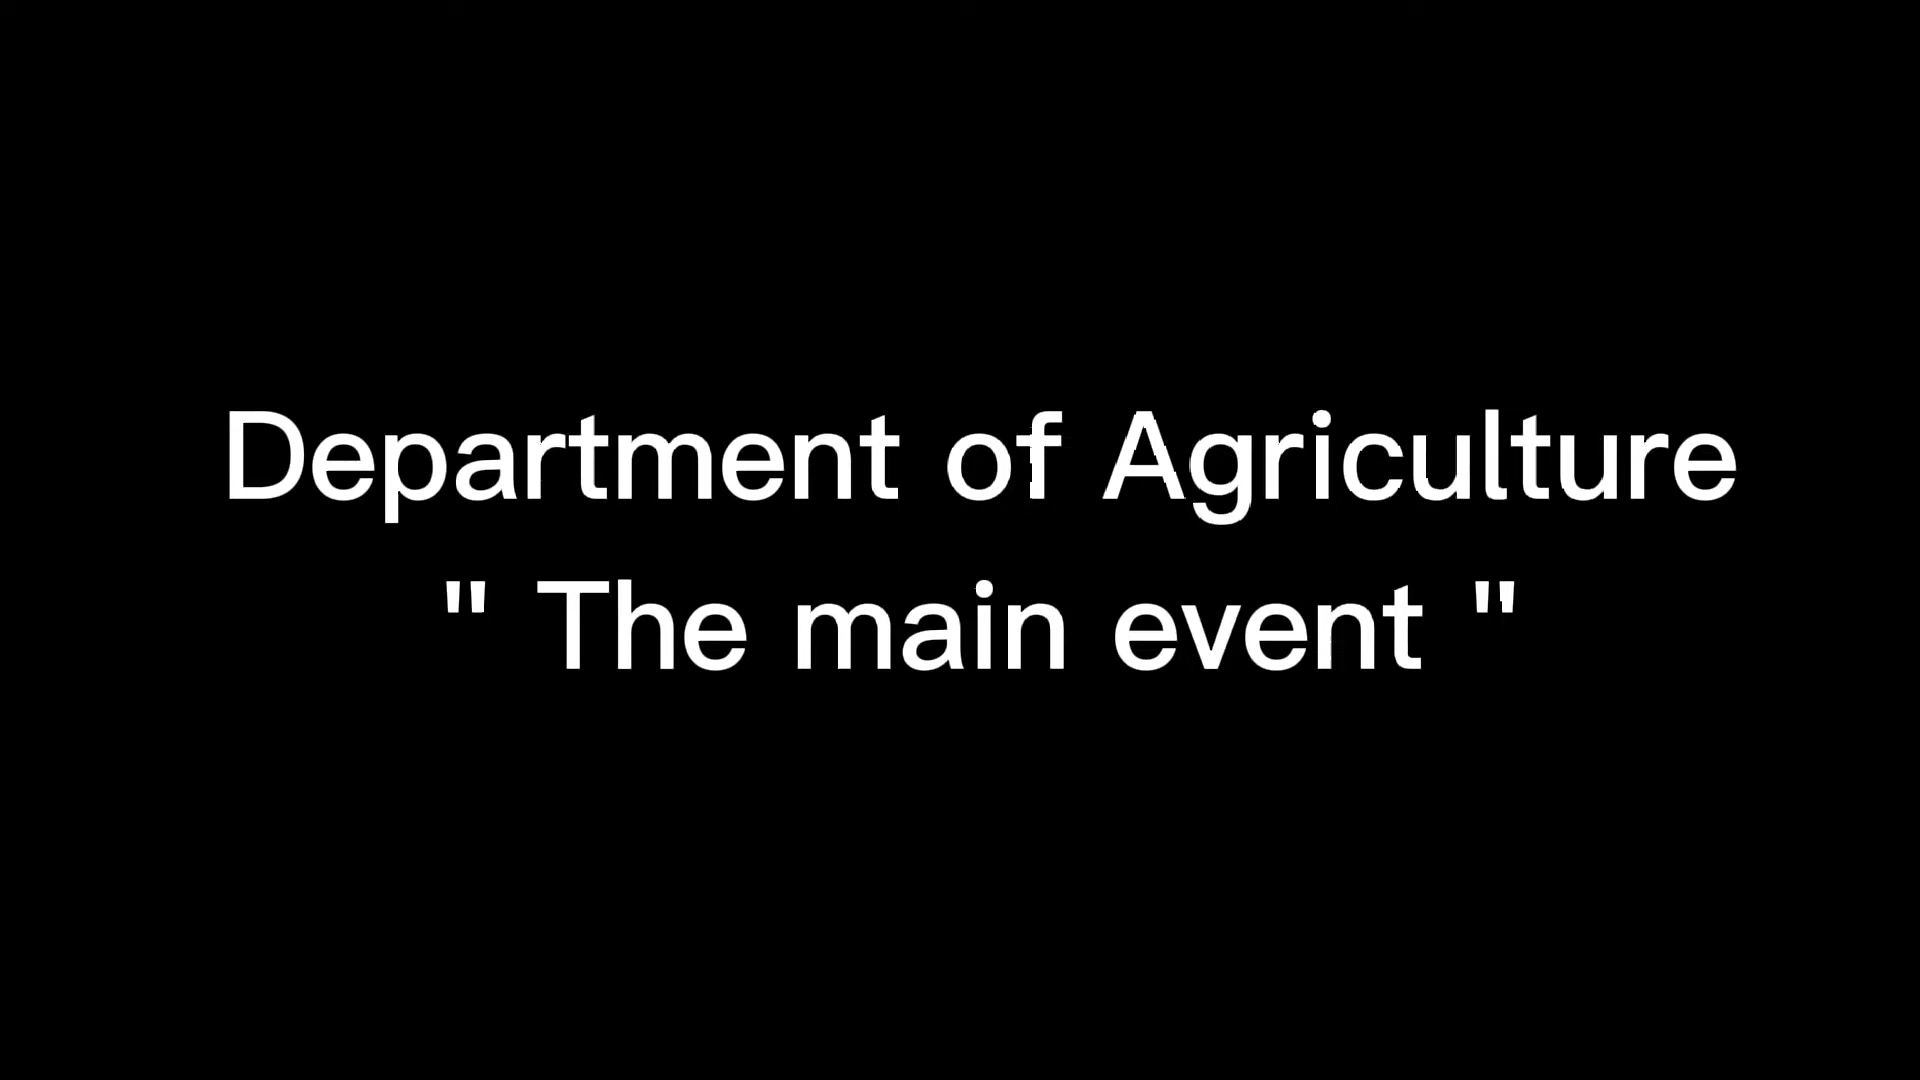 Department of Agriculture
" The main event "